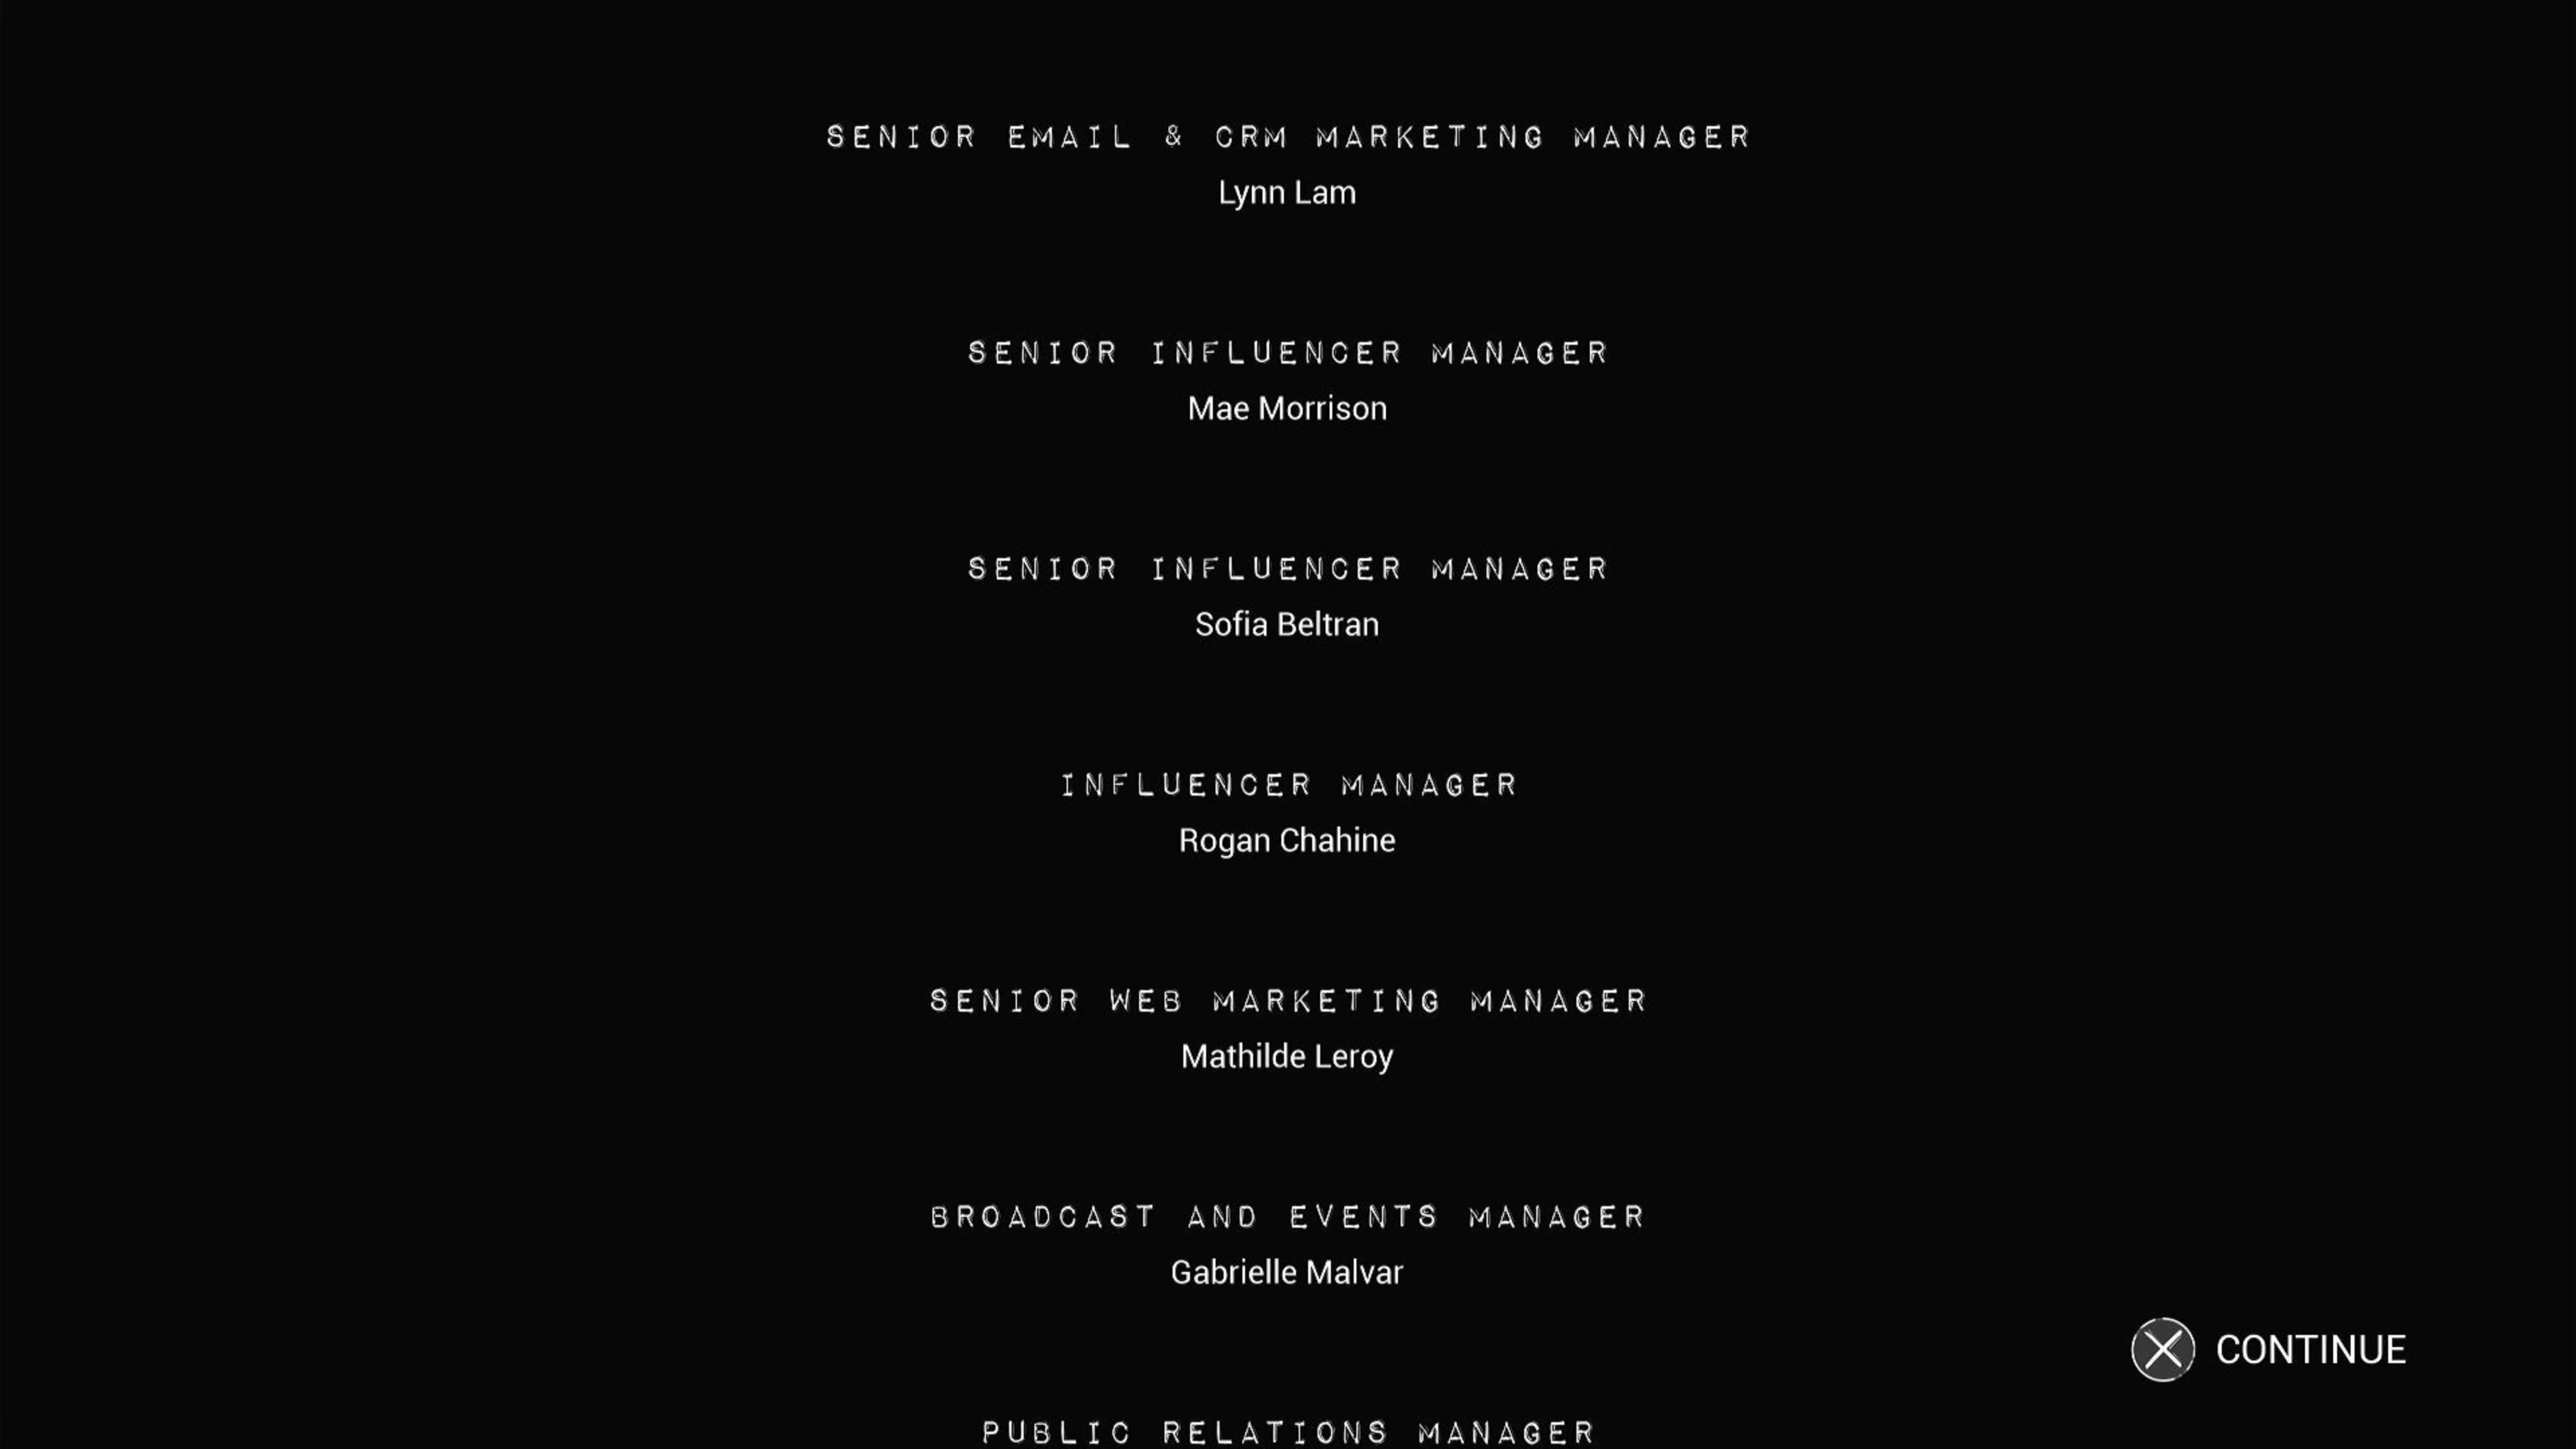 SENIOR EMAIL & CRM MARKETING MANAGER
Lynn Lam
SENIOR INFLUENCER MANAGER
Mae Morrison
SENIOR INFLUENCER MANAGER
Sofia Beltran
INFLUENCER MANAGER
Rogan Chahine
SENIOR WEB MARKETING MANAGER
Mathilde Leroy
BROADCAST AND EVENTS MANAGER
Gabrielle Malvar
CONTINUE
PUBLIC RELATIONS MANAGER